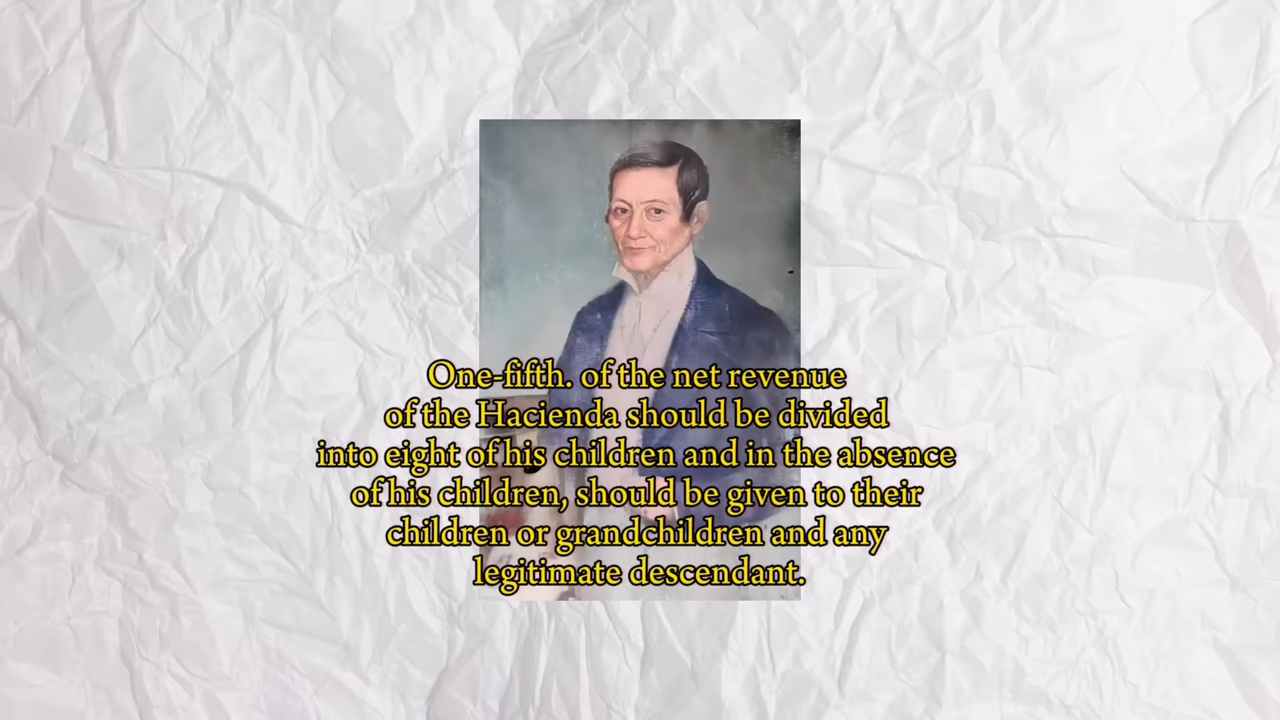 One-fifth. of the net revenue
of the Hacienda should be divided
into eight of his children and in the absence
of his children, should be given to their
children or grandchildren and any
legitimate descendant.